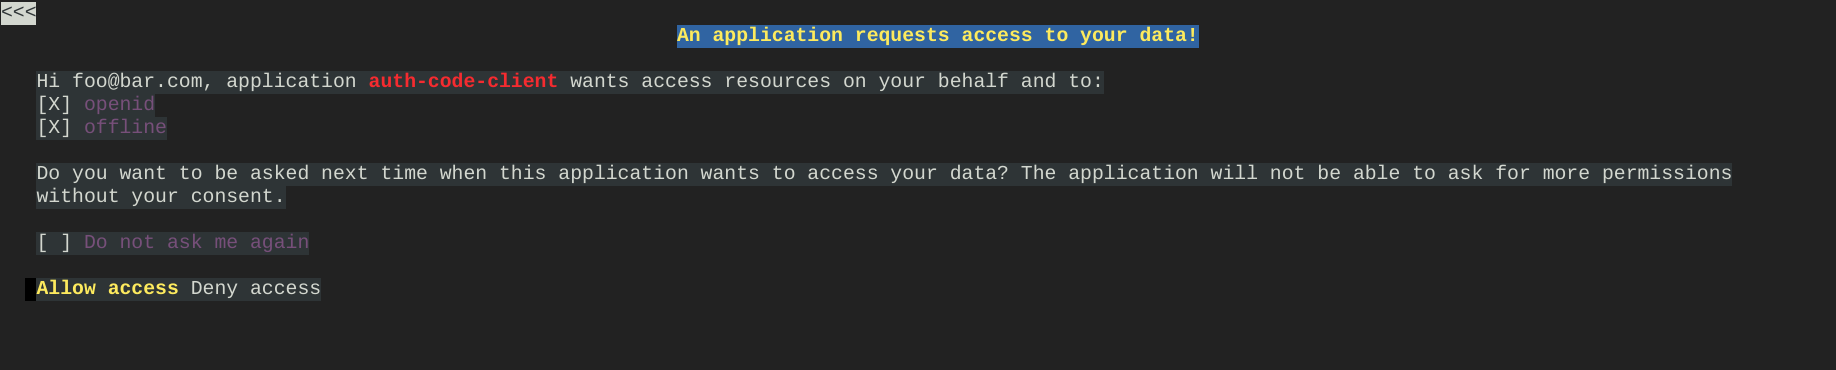 <<<
An application requests access to your data!
Hi foo@bar.com, application auth-code-client wants access resources on your behalf and to:
[X] openid
[X] offline
Do you want to be asked next time when this application wants to access your data? The application will not be able to ask for more permissions
without your consent.
[ ] Do not ask me again
Allow access Deny access